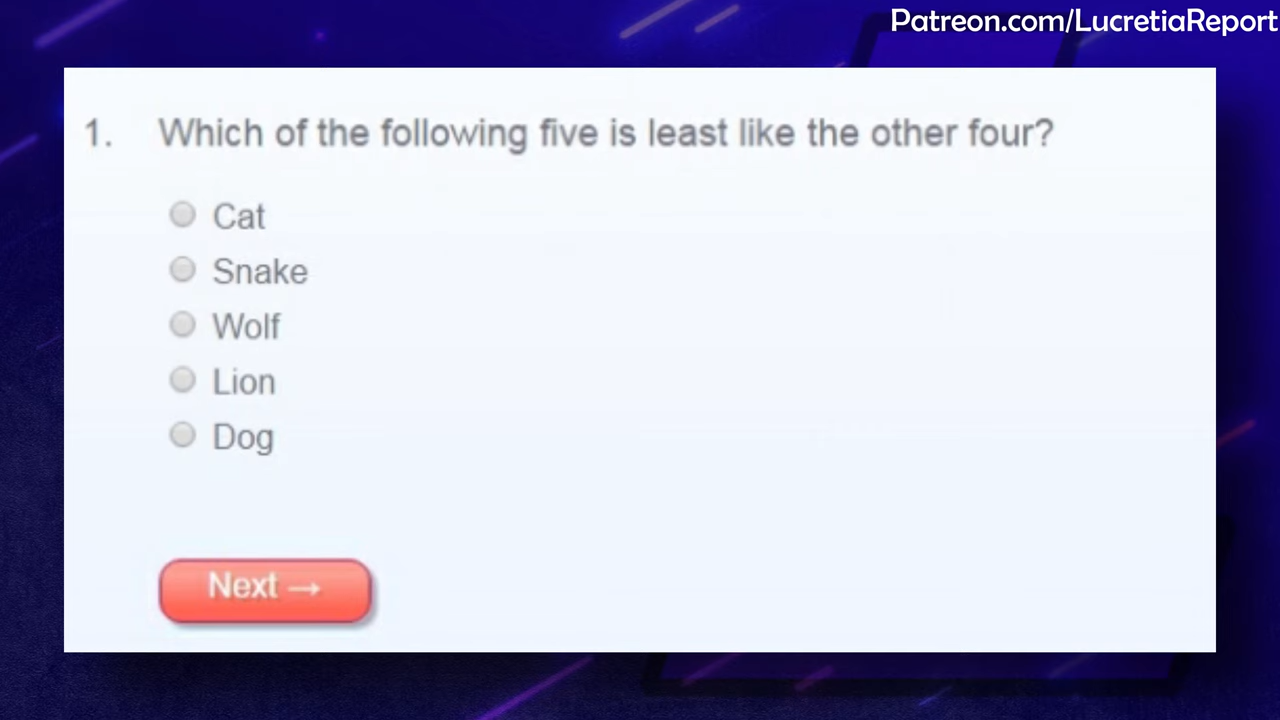 Patreon.com/LucretiaReport
1. Which of the following five is least like the other four?
Cat
Snake
Wolf
Lion
Dog
Next →